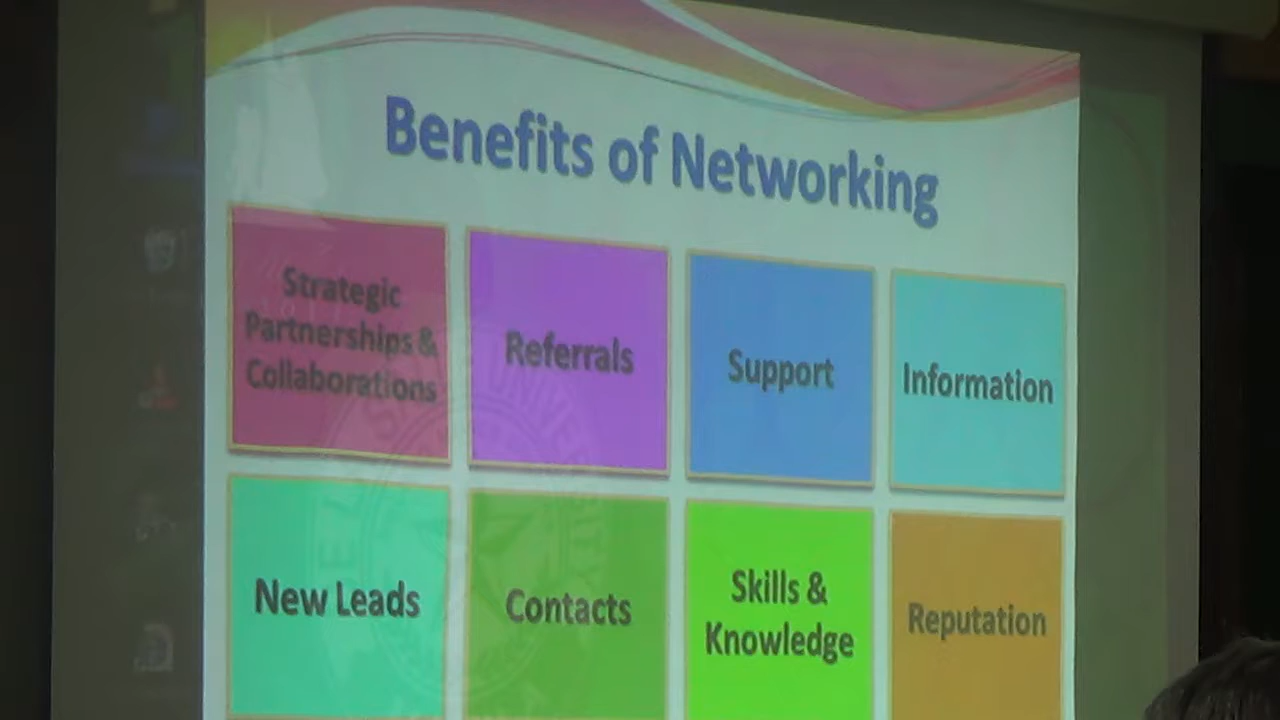 Benefits of Networking
Strategic
Partnerships &
Collaborations
Referrals
Support
Information
New Leads
Contacts
Skills &
Knowledge
Reputation